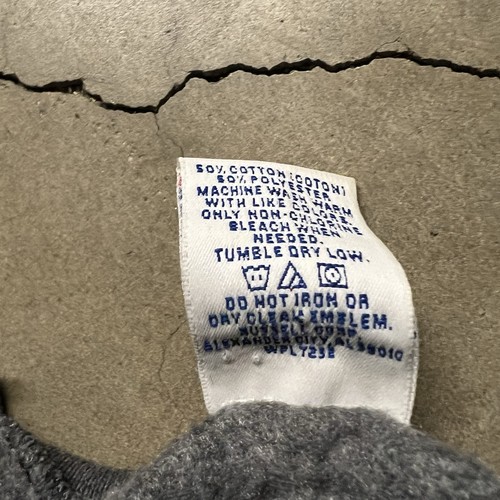 50% COTTON (COTON)
50% POLYESTER
MACHINE WASH WARM
WITH LIKE COLORS.
ONLY NON-CHLORINE
BLEACH WHEN
NEEDED.
TUMBLE DRY LOW.
DO NOT IRON OR
DRY CLEAN EMBLEM.
RUSSELL CORP
ALEXANDER CITY, AL 35010
WPL 7238